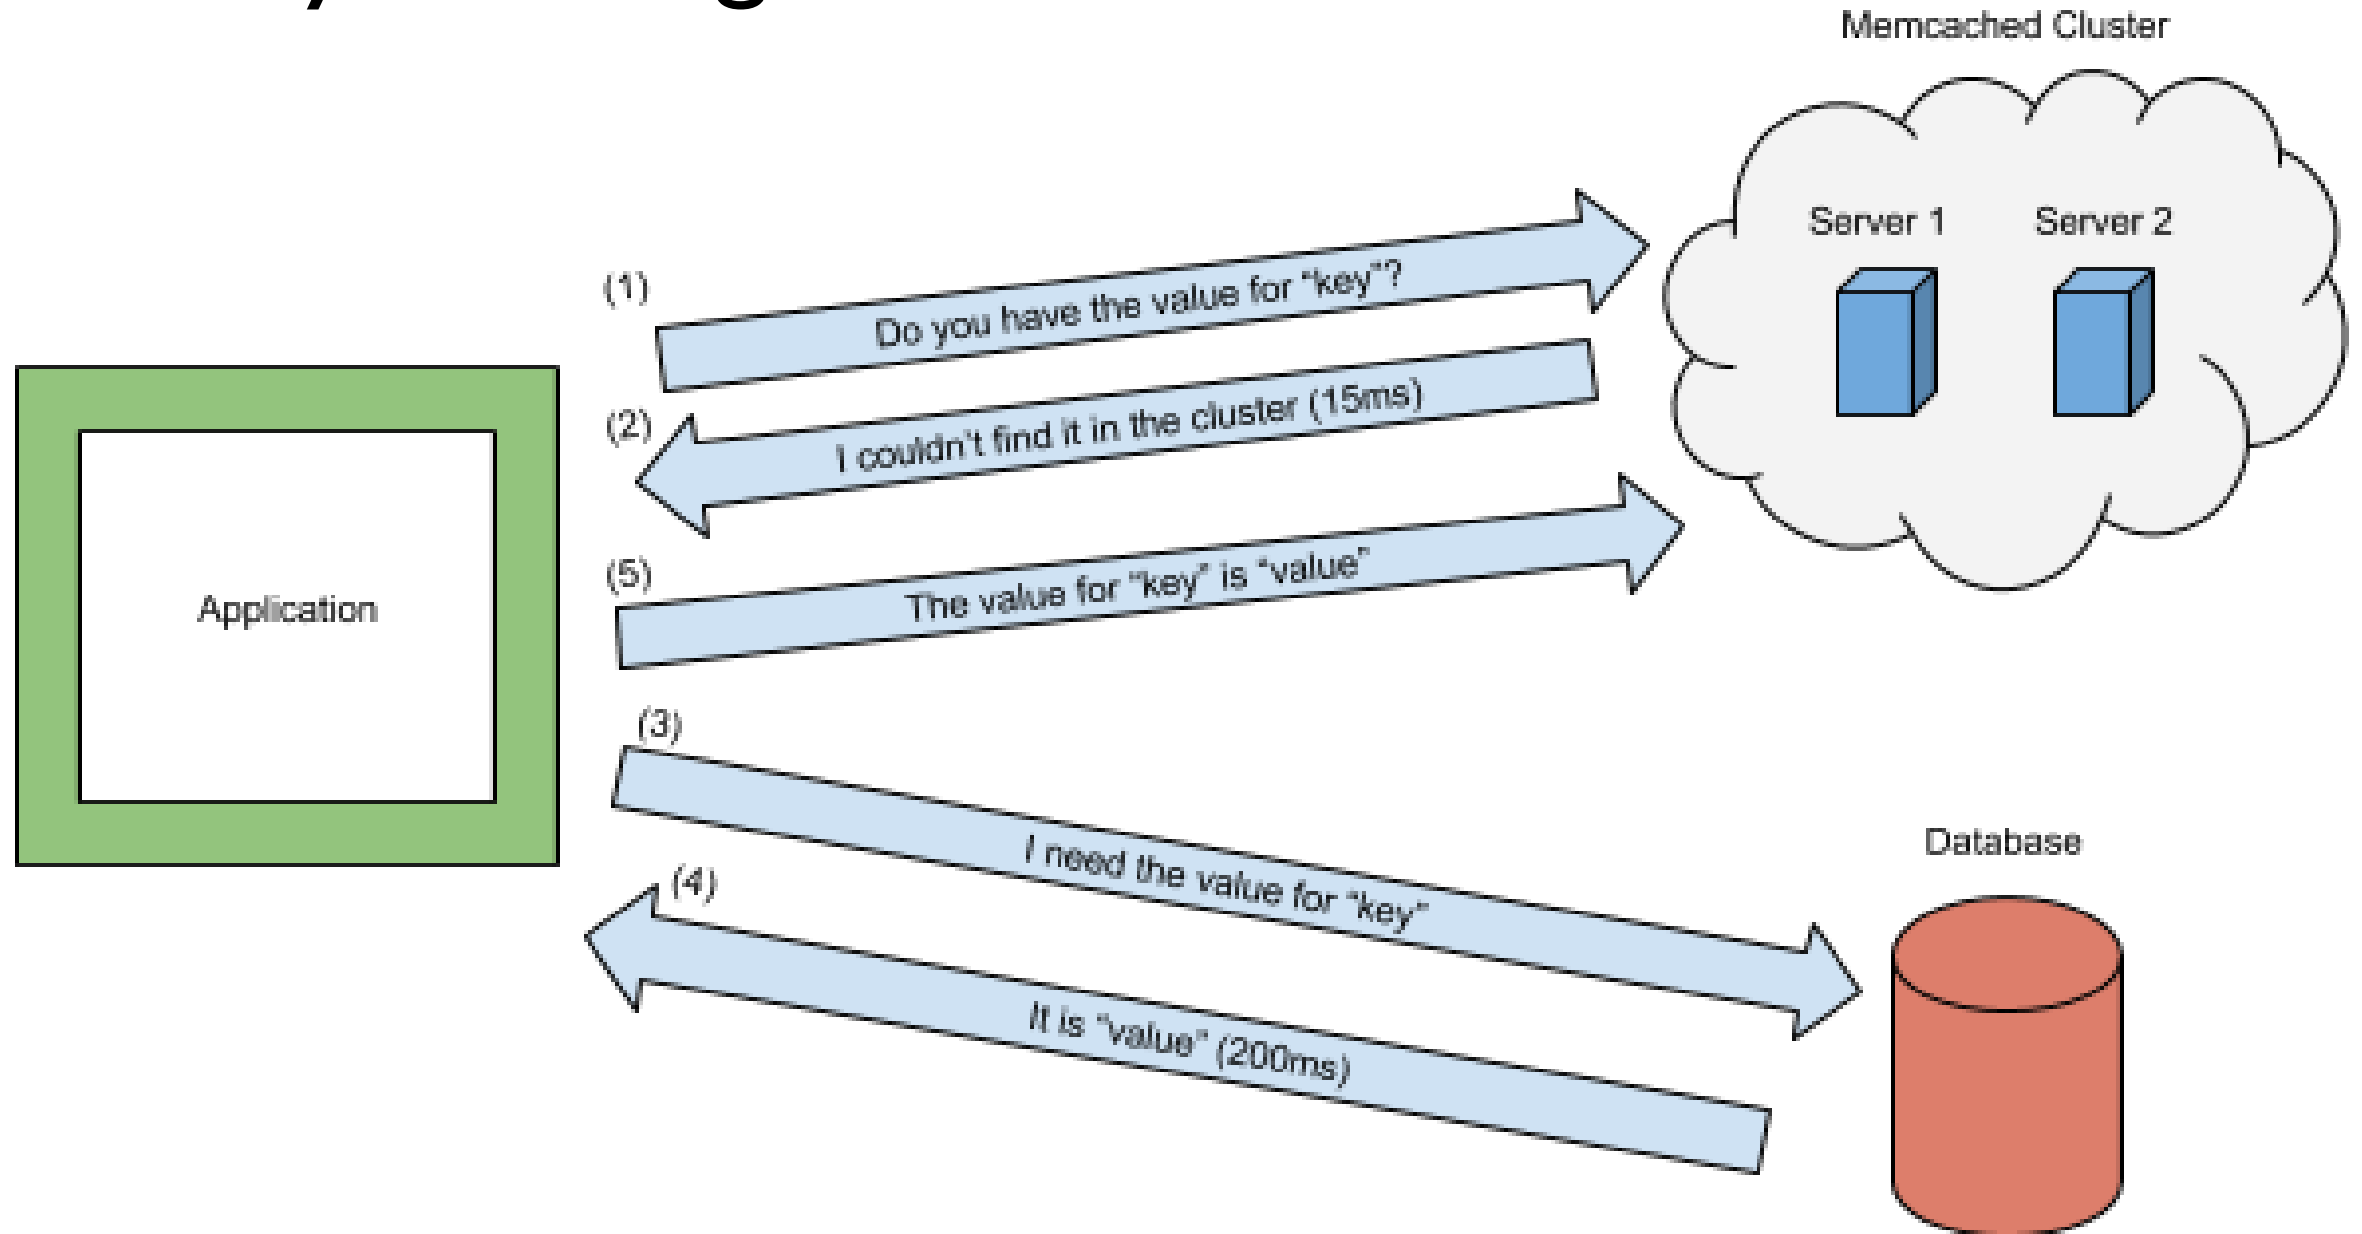 Memcached Cluster
Server 1 Server 2
(1)
Do you have the value for “key”?
(2)
I couldn't find it in the cluster (15ms)
(5)
The value for “key” is “value”
Application
(3)
I need the value for “key”
(4)
It is “value” (200ms)
Database